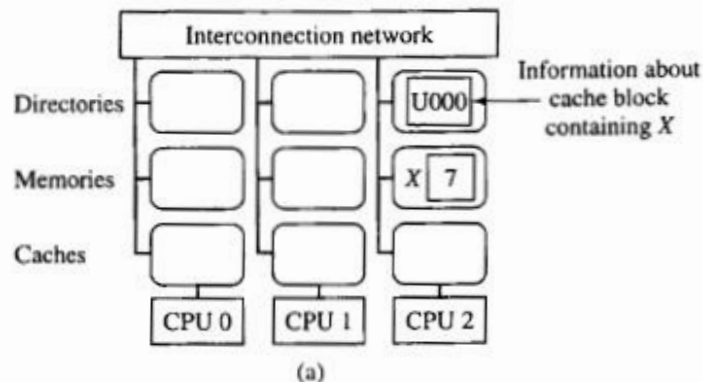 Interconnection network
Directories
U000
Information about
cache block
containing X
Memories
X 7
Caches
CPU 0 CPU 1 CPU 2
(a)